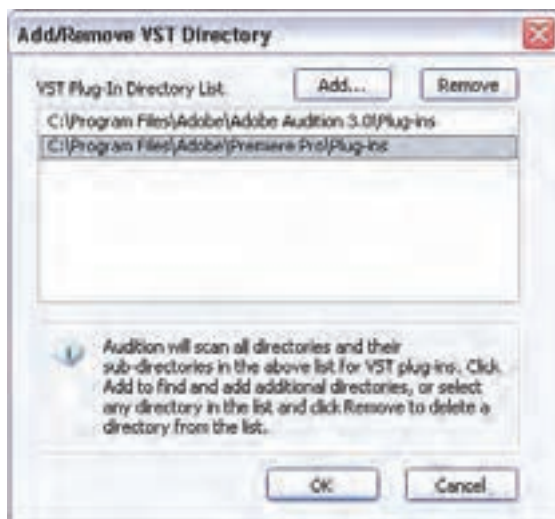 Add/Remove VST Directory
VST Plug-In Directory List
Add...
Remove
C:\Program Files\Adobe\Adobe Audition 3.0\Plug-ins
C:\Program Files\Adobe\Premiere Pro\Plug-ins
Audition will scan all directories and their
sub-directories in the above list for VST plug-ins. Click
Add to find and add additional directories, or select
any directory in the list and click Remove to delete a
directory from the list.
OK
Cancel